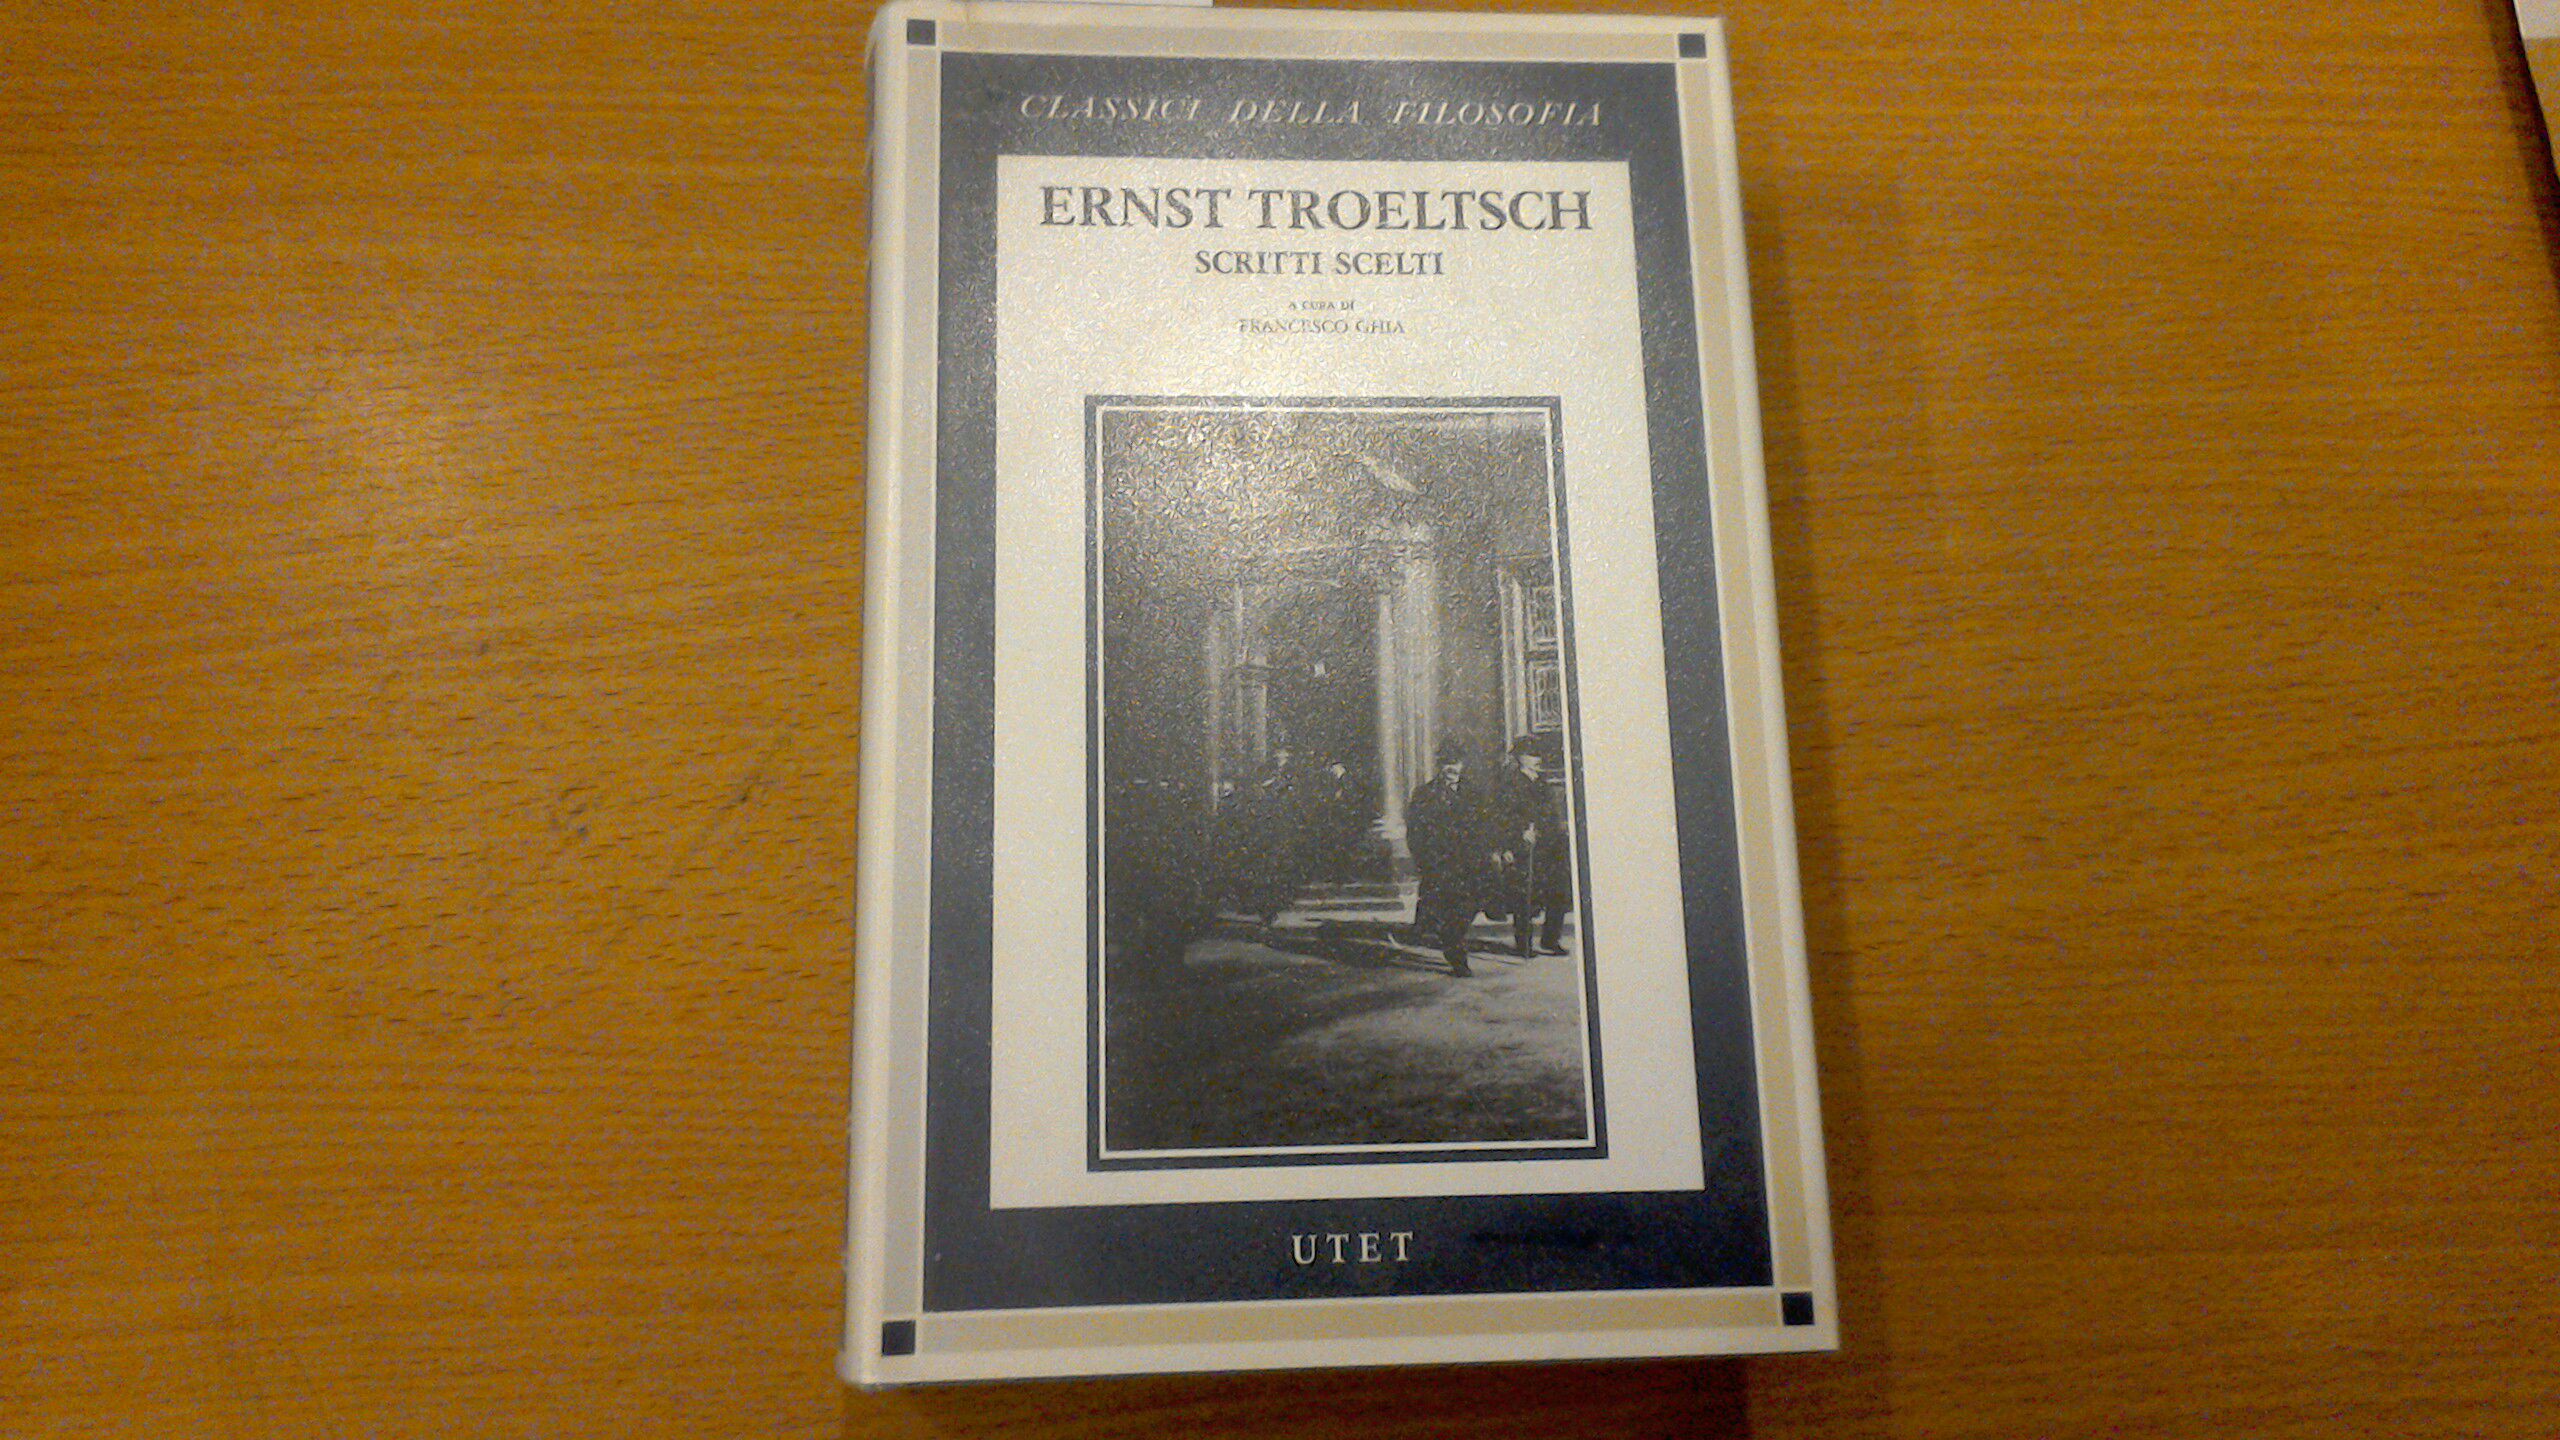 CLASSICI DELLA FILOSOFIA
ERNST TROELTSCH
SCRITTI SCELTI
A CURA DI
FRANCESCO GHIA
UTET